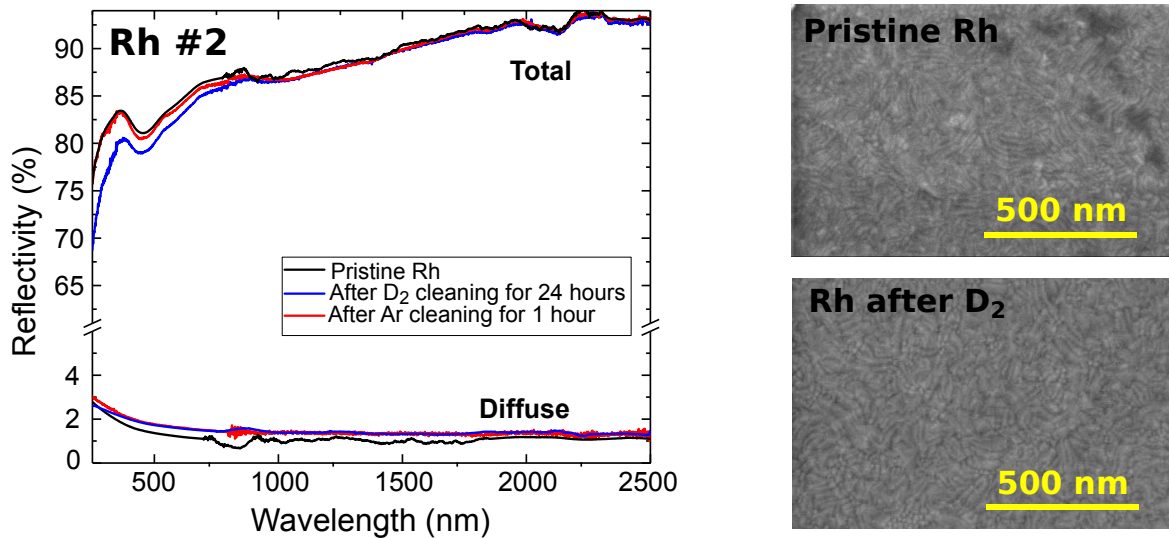 Rh #2
Total
Reflectivity (%)
90
85
80
75
70
65
4
2
0
Pristine Rh
After D₂ cleaning for 24 hours
After Ar cleaning for 1 hour
Diffuse
500
1000
1500
2000
2500
Wavelength (nm)
Pristine Rh
500 nm
Rh after D₂
500 nm